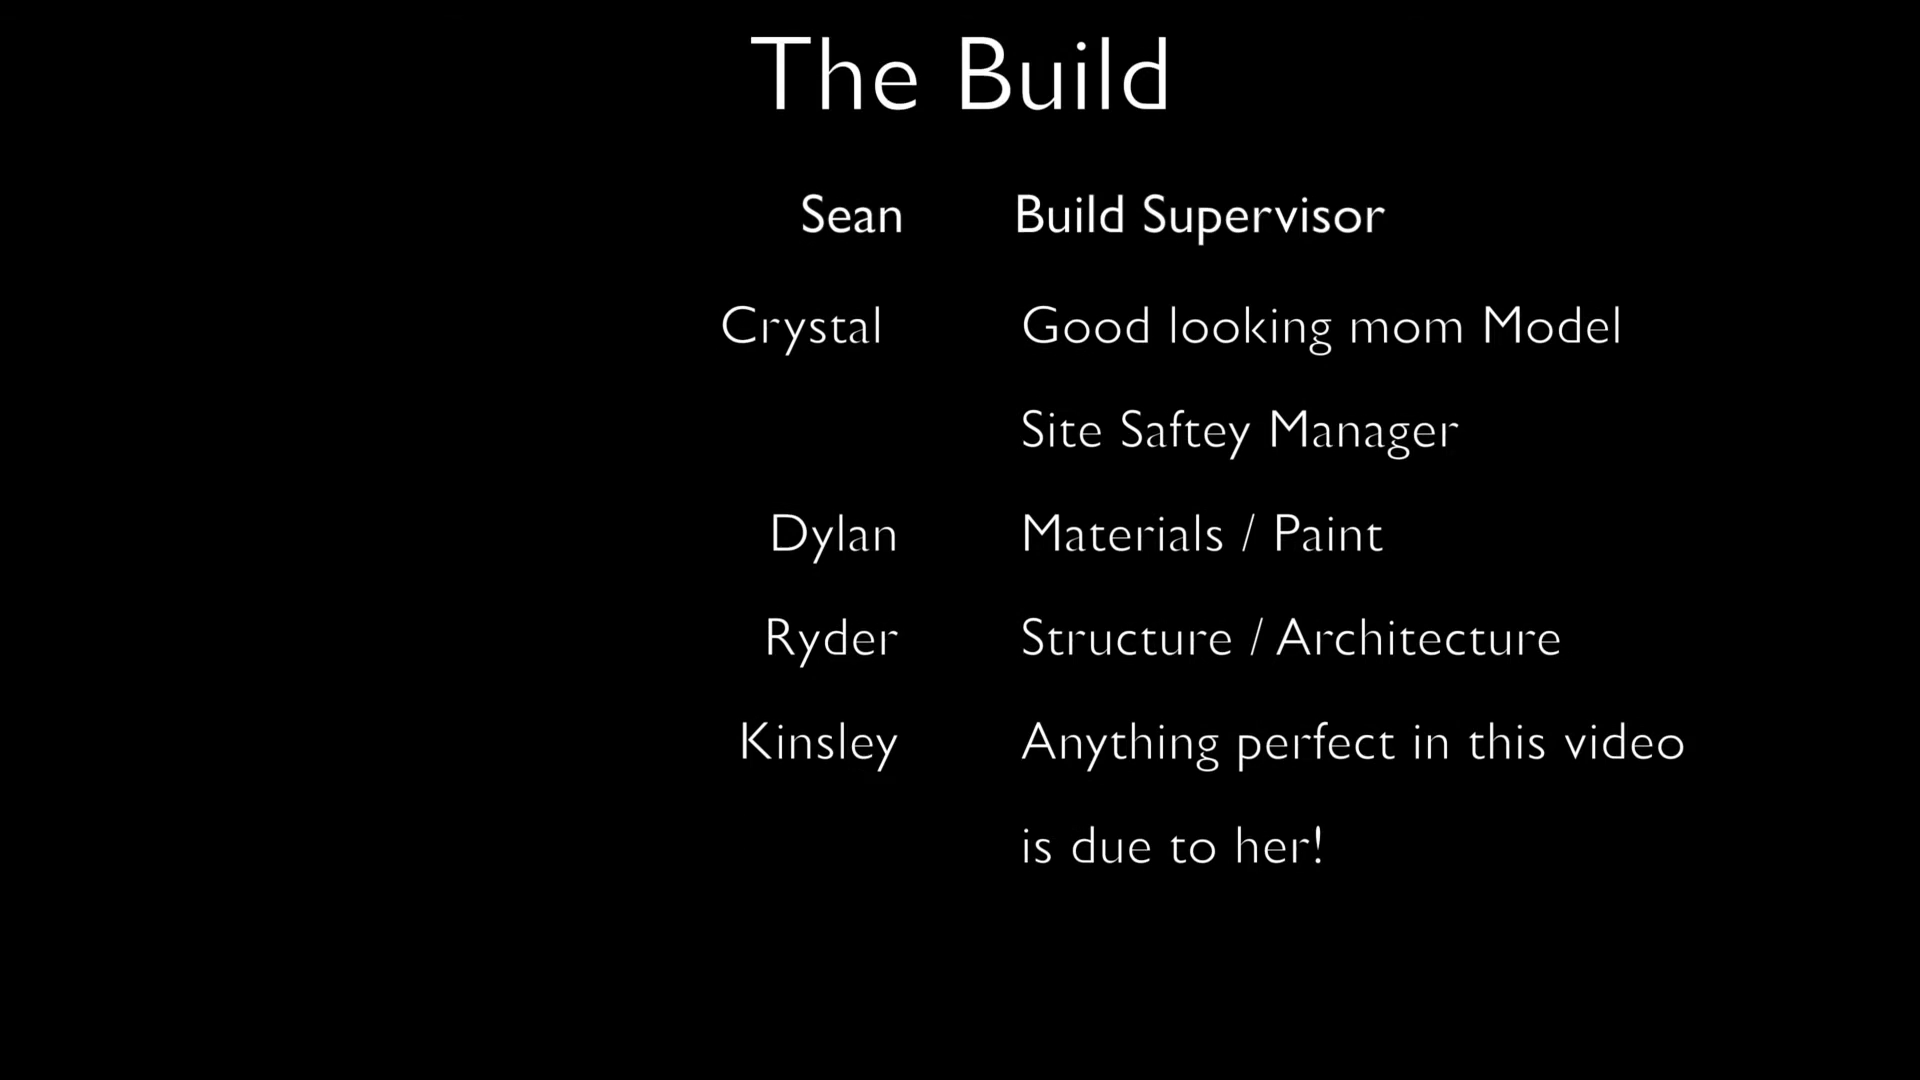 The Build
Sean Build Supervisor
Crystal Good looking mom Model
Site Saftey Manager
Dylan Materials / Paint
Ryder Structure / Architecture
Kinsley Anything perfect in this video
is due to her!